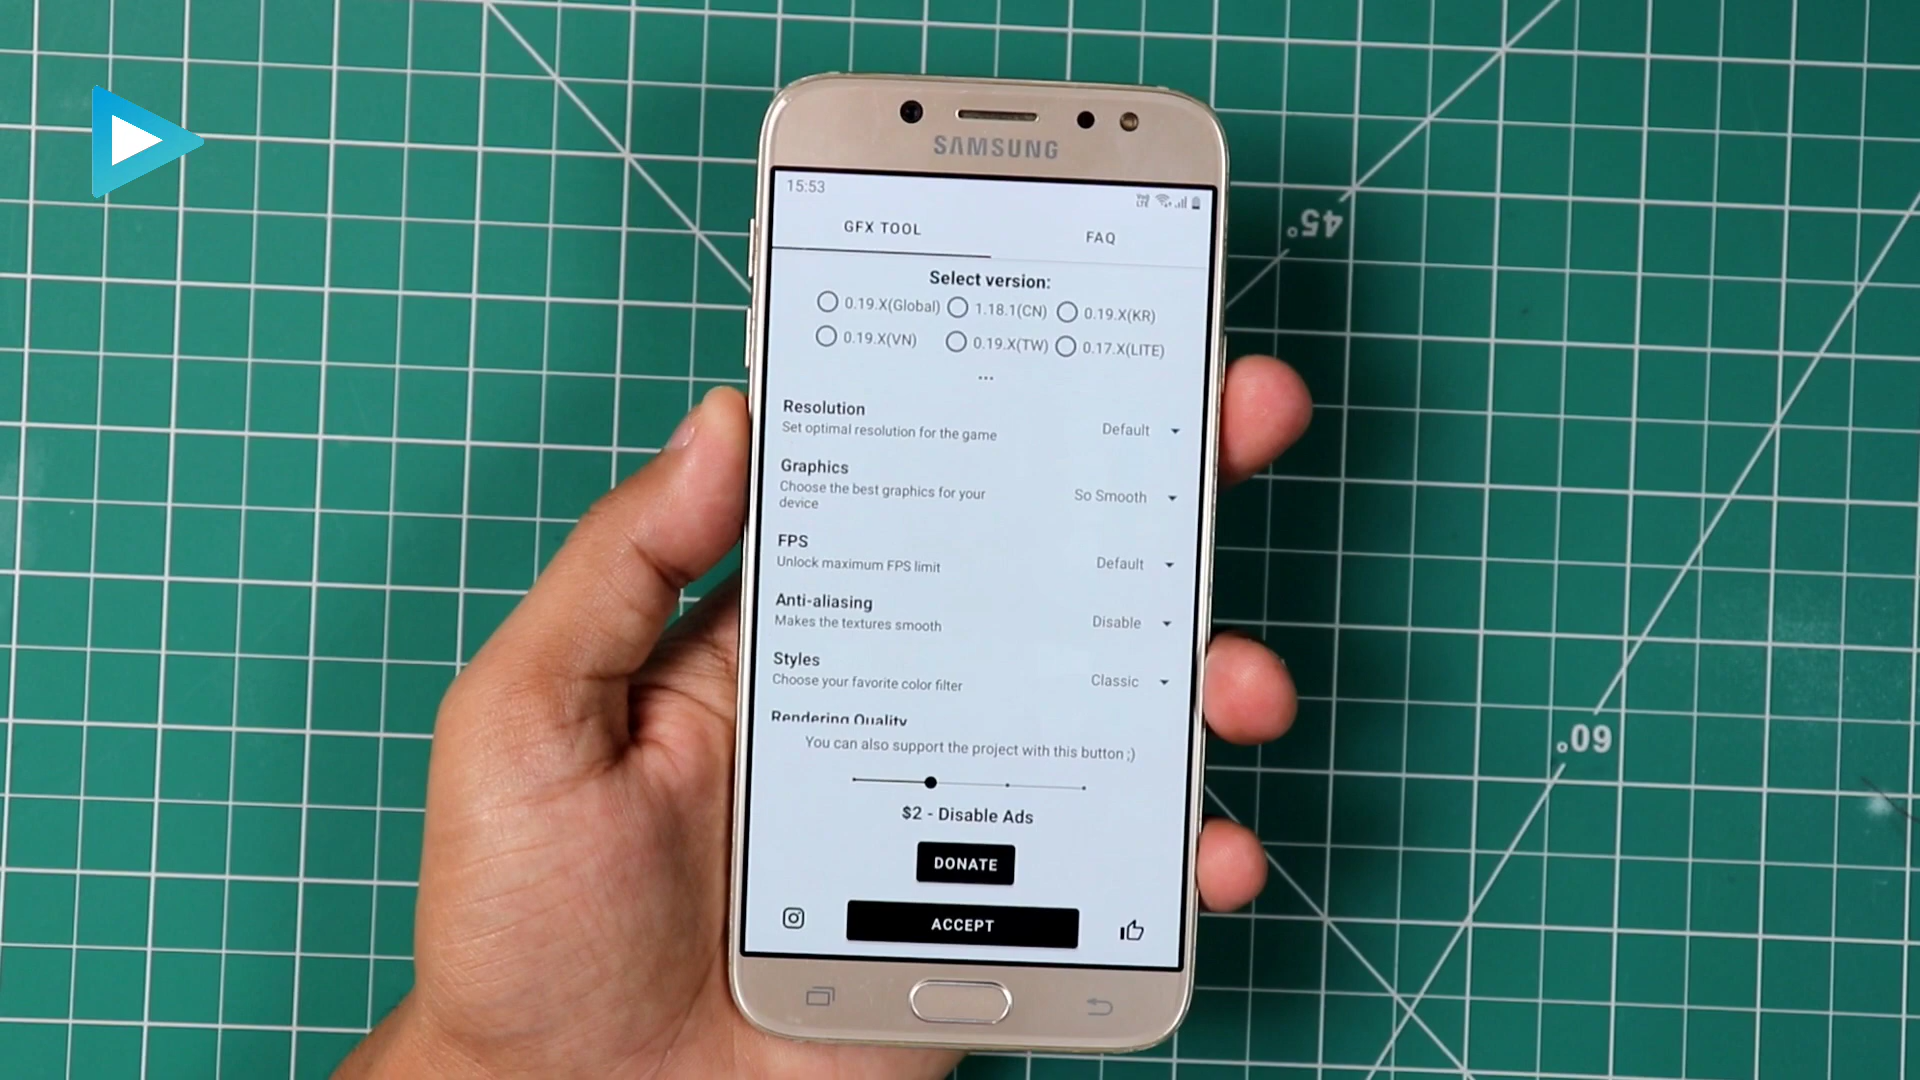 45°
SAMSUNG
15:53
GFX TOOL
FAQ
Select version:
0.19.X(Global)
1.18.1(CN)
0.19.X(KR)
0.19.X(VN)
0.19.X(TW)
0.17.X(LITE)
...
Resolution
Set optimal resolution for the game
Default
Graphics
Choose the best graphics for your
device
So Smooth
FPS
Unlock maximum FPS limit
Default
Anti-aliasing
Makes the textures smooth
Disable
Styles
Choose your favorite color filter
Classic
Rendering Quality
You can also support the project with this button ;)
$2 - Disable Ads
DONATE
ACCEPT
60°